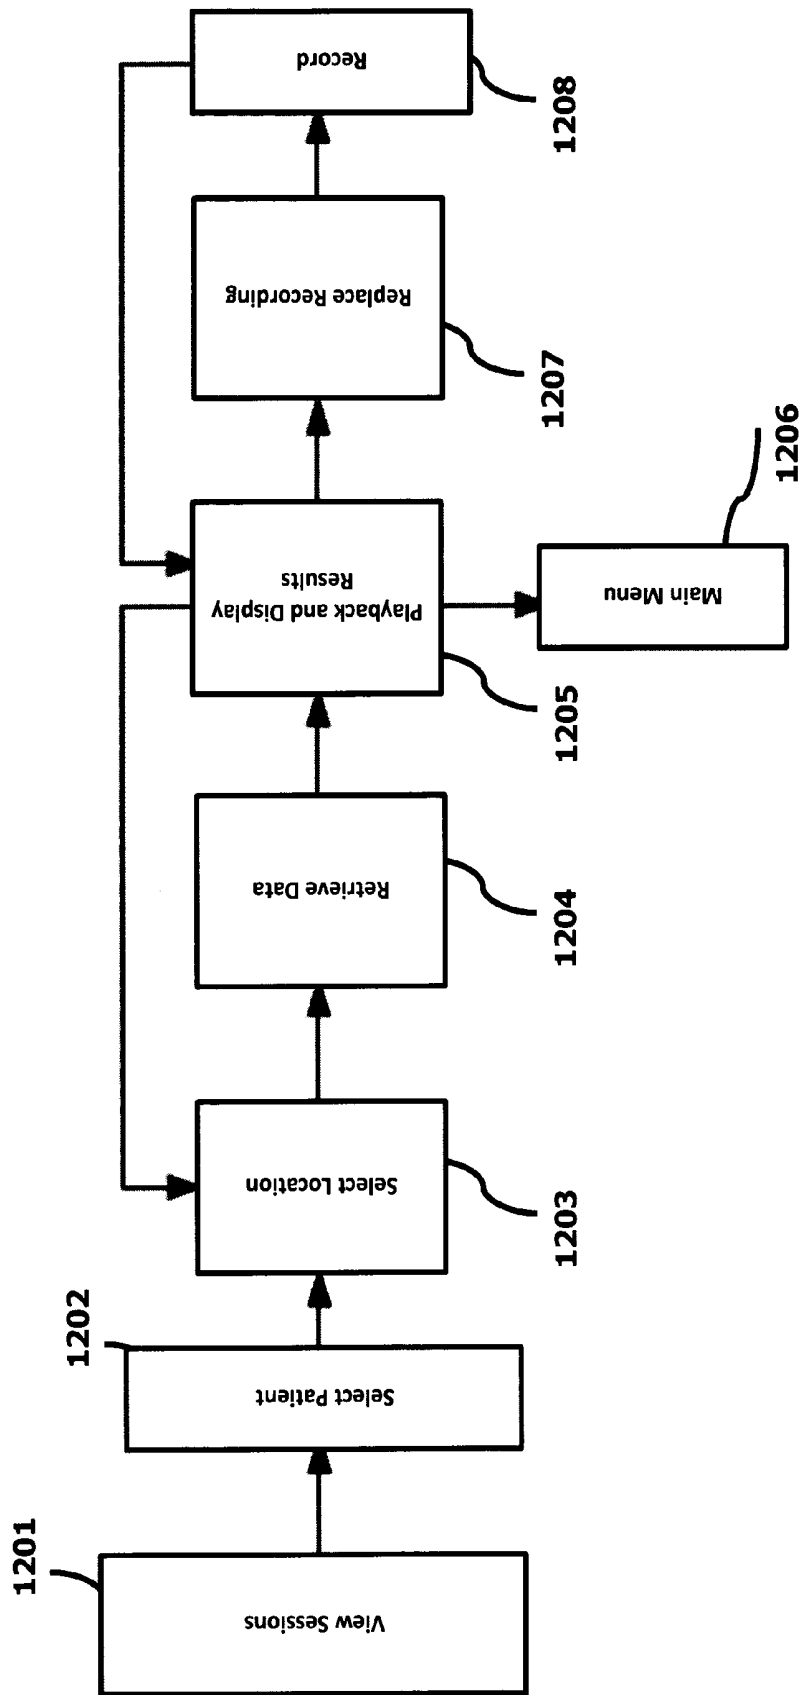 1201
View Sessions
1202
Select Patient
1203
Select Location
1204
Retrieve Data
1205
Playback and Display
Results
1206
Main Menu
1207
Replace Recording
1208
Record